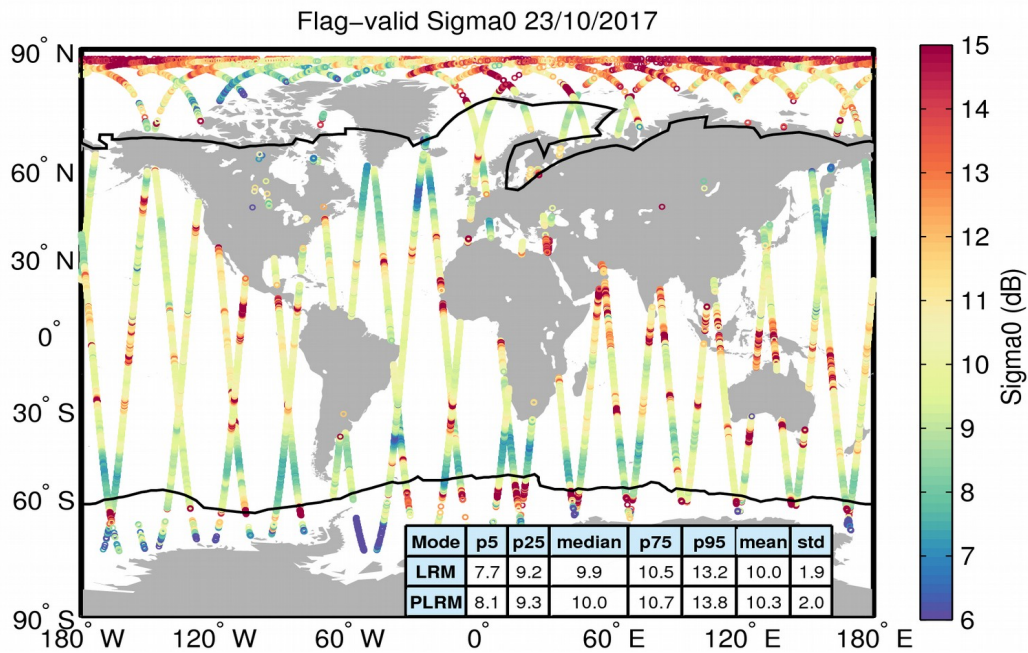 Flag−valid Sigma0 23/10/2017
90° N
60° N
30° N
0°
30° S
60° S
90° S
180° W
120° W
60° W
0°
60° E
120° E
180° E
15
14
13
12
11
10
9
8
7
6
Sigma0 (dB)
Mode p5 p25 median p75 p95 mean std
LRM 7.7 9.2 9.9 10.5 13.2 10.0 1.9
PLRM 8.1 9.3 10.0 10.7 13.8 10.3 2.0